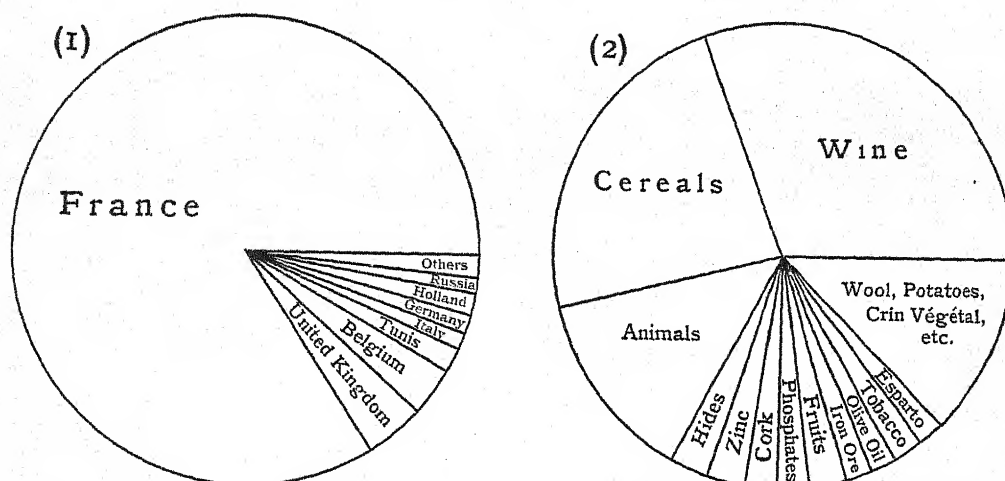 (1)
France
Others
Russia
Holland
Germany
Italy
Tunis
Belgium
United Kingdom
(2)
Wine
Cereals
Animals
Hides
Zinc
Cork
Phosphates
Fruits
Iron Ore
Olive Oil
Tobacco
Esparto
Wool, Potatoes,
Crin Végétal,
etc.